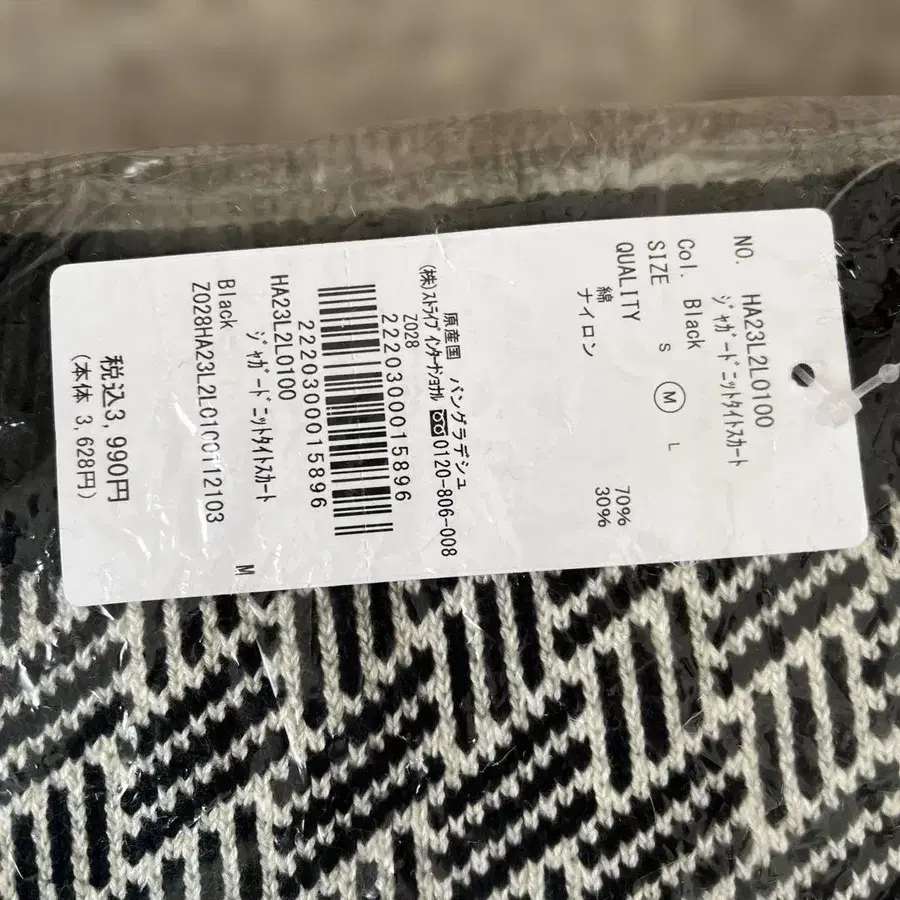 NO. HA23L2L0100
ジャガードニットタイトスカート
Col. Black
SIZE S M L
QUALITY
綿 70%
ナイロン 30%
原産国 バングラデシュ
(株)ストライプインターナショナル 0120-806-008
Z028
2220300015896
2220300015896
HA23L2L0100
ジャガードニットタイトスカート
Black M
Z028HA23L2L0100112103
税込3,990円
(本体 3,628円)